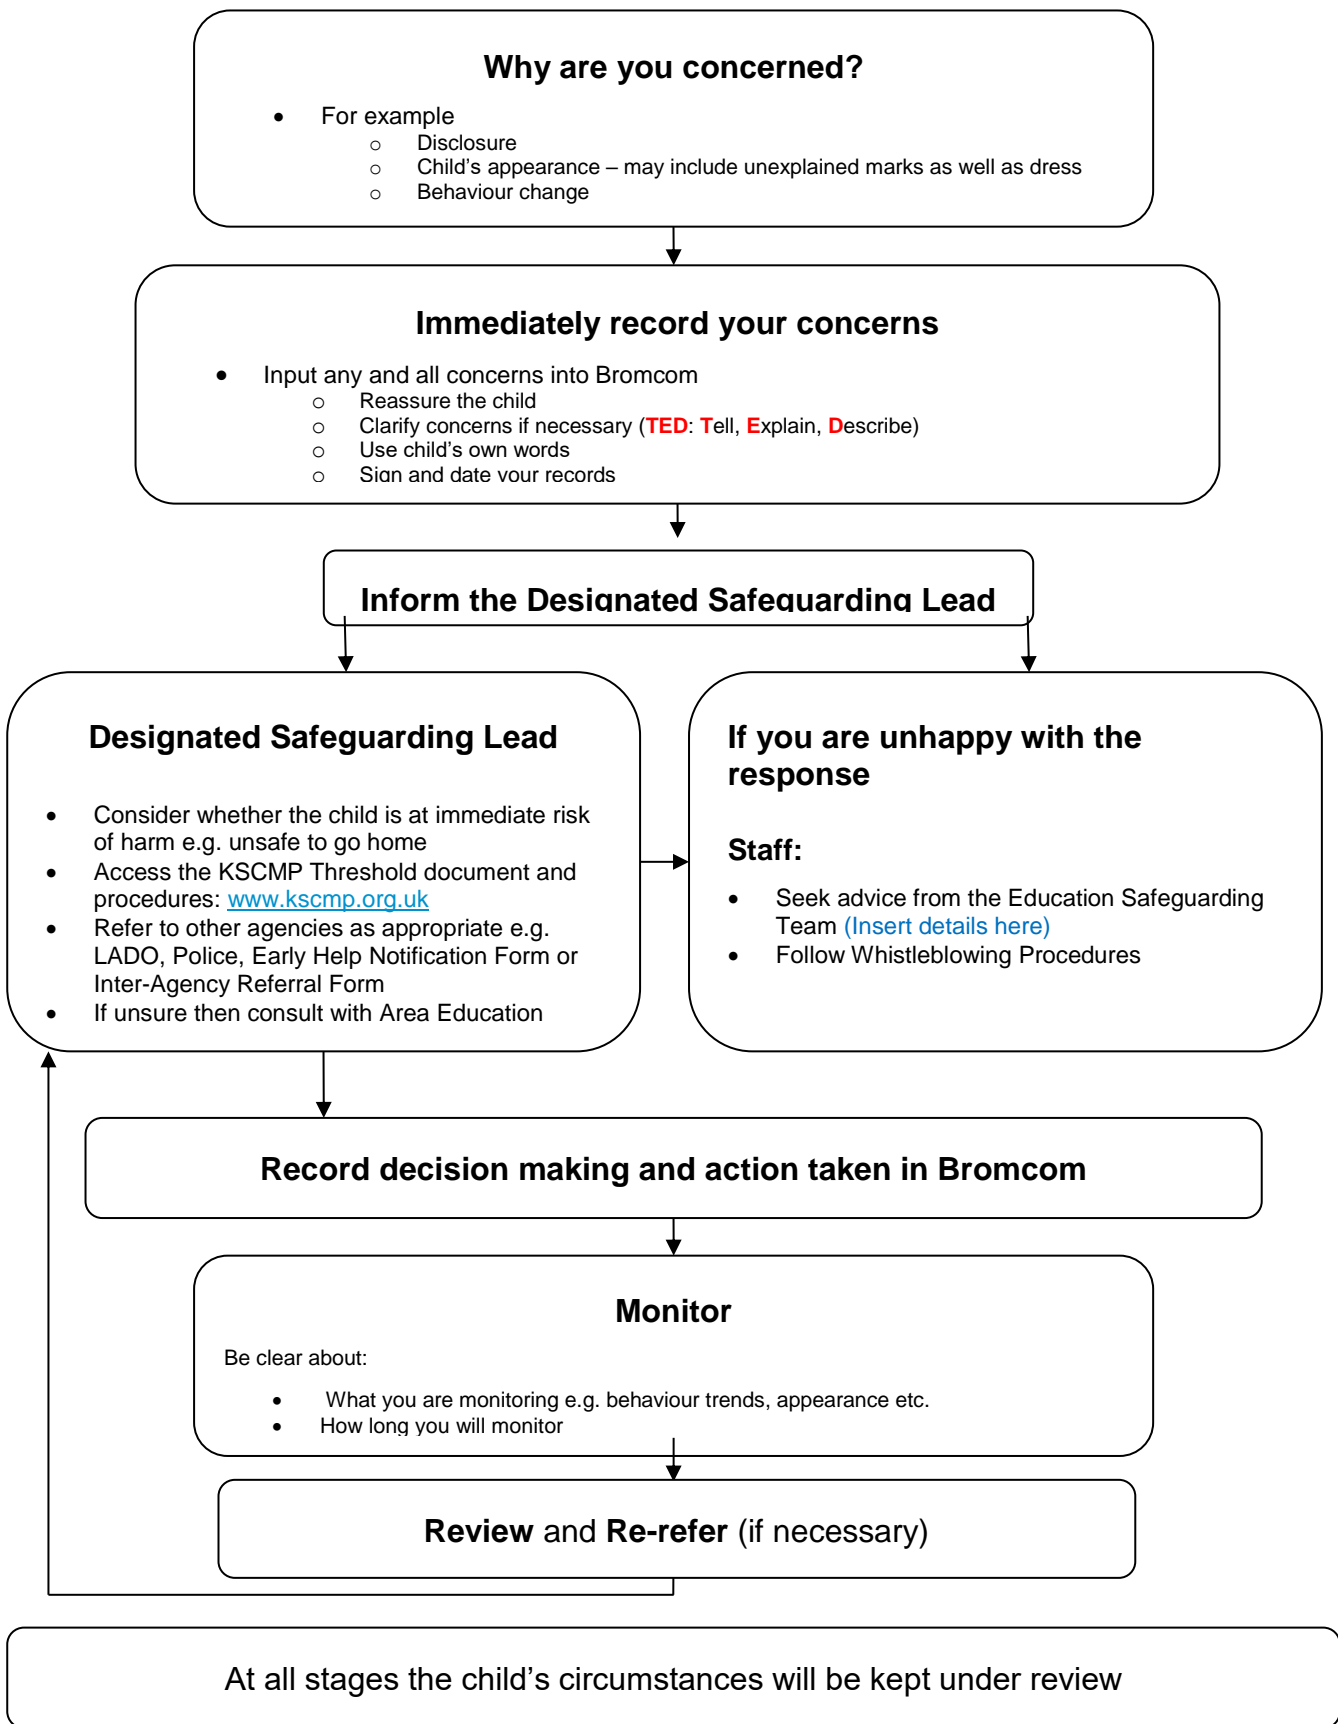 Why are you concerned?
• For example
o Disclosure
o Child's appearance – may include unexplained marks as well as dress
o Behaviour change
Immediately record your concerns
• Input any and all concerns into Bromcom
o Reassure the child
o Clarify concerns if necessary (TED: Tell, Explain, Describe)
o Use child's own words
o Sign and date your records
Inform the Designated Safeguarding Lead
Designated Safeguarding Lead
• Consider whether the child is at immediate risk
of harm e.g. unsafe to go home
• Access the KSCMP Threshold document and
procedures: www.kscmp.org.uk
• Refer to other agencies as appropriate e.g.
LADO, Police, Early Help Notification Form or
Inter-Agency Referral Form
• If unsure then consult with Area Education
If you are unhappy with the
response
Staff:
• Seek advice from the Education Safeguarding
Team (Insert details here)
• Follow Whistleblowing Procedures
Record decision making and action taken in Bromcom
Monitor
Be clear about:
• What you are monitoring e.g. behaviour trends, appearance etc.
• How long you will monitor
Review and Re-refer (if necessary)
At all stages the child's circumstances will be kept under review